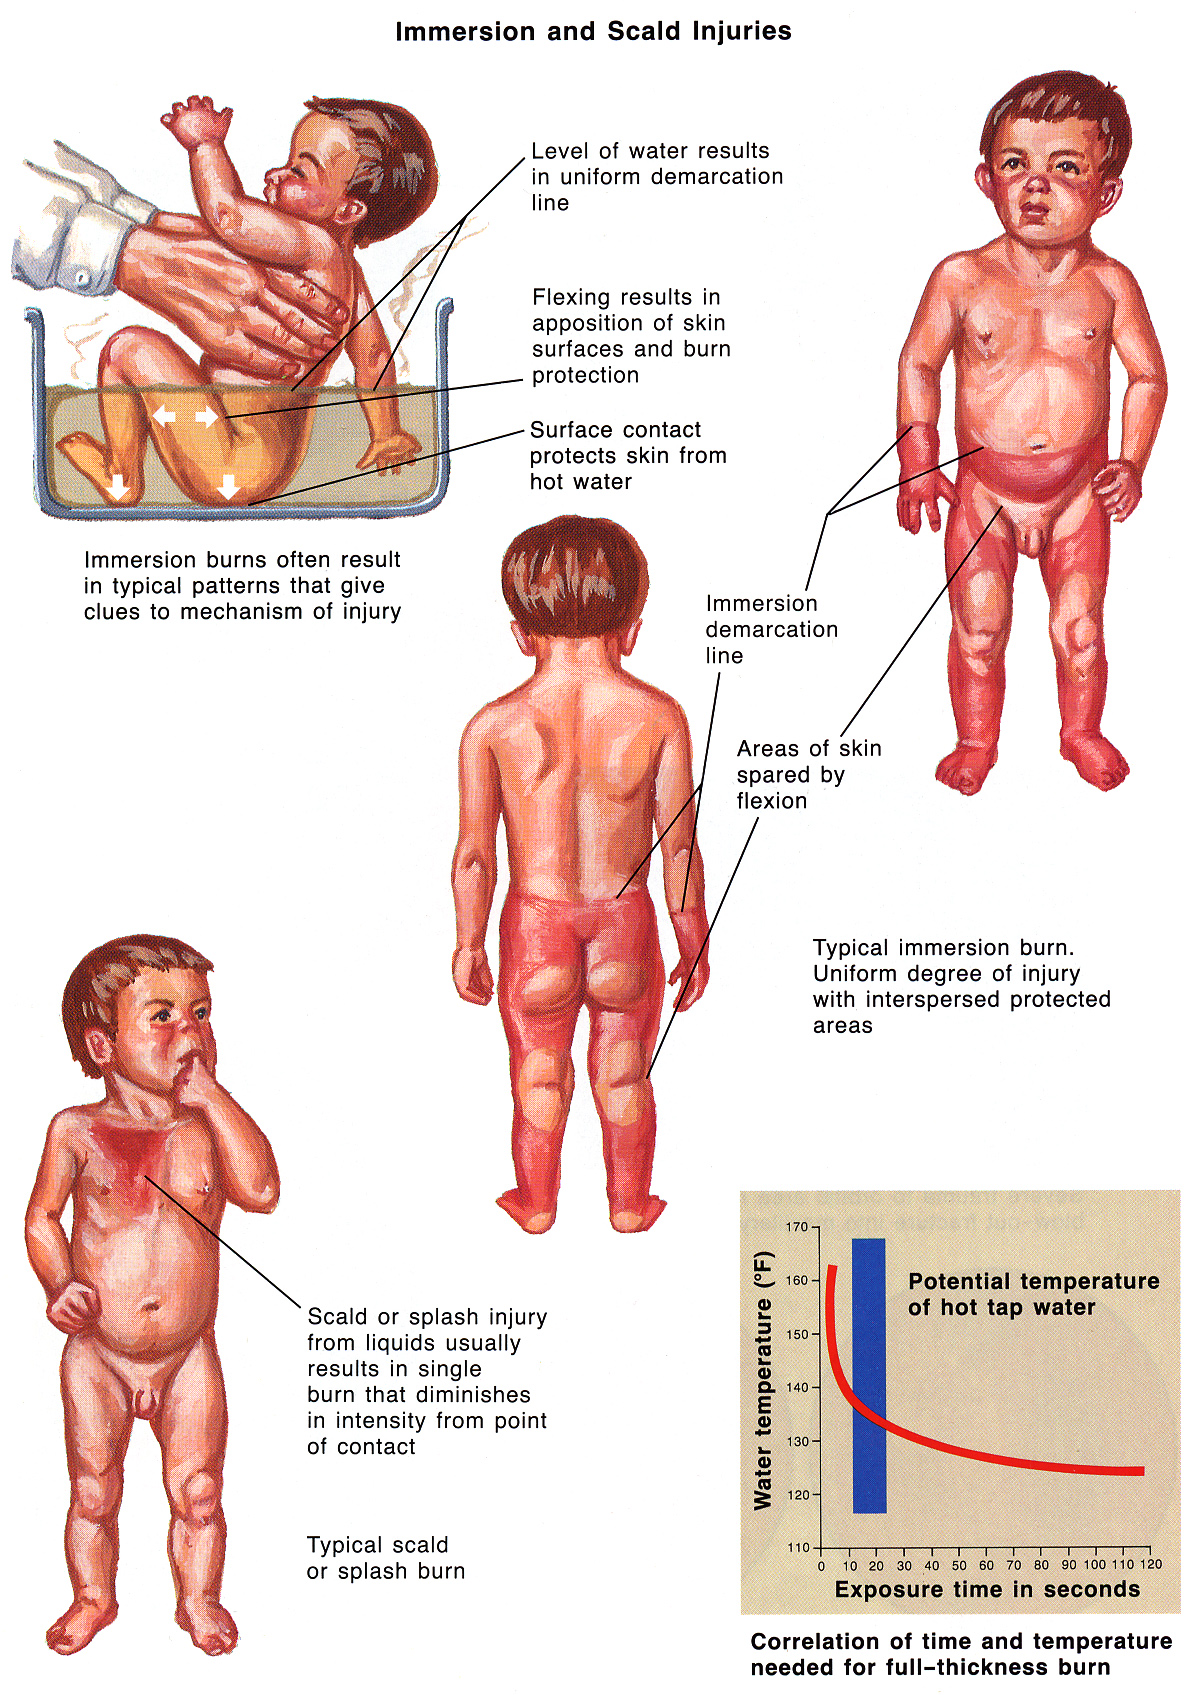 Immersion and Scald Injuries
Level of water results
in uniform demarcation
line
Flexing results in
apposition of skin
surfaces and burn
protection
Surface contact
protects skin from
hot water
Immersion burns often result
in typical patterns that give
clues to mechanism of injury
Immersion
demarcation
line
Areas of skin
spared by
flexion
Typical immersion burn.
Uniform degree of injury
with interspersed protected
areas
Scald or splash injury
from liquids usually
results in single
burn that diminishes
in intensity from point
of contact
Typical scald
or splash burn
Water temperature (°F)
170
160
150
140
130
120
110
Potential temperature
of hot tap water
0 10 20 30 40 50 60 70 80 90 100 110 120
Exposure time in seconds
Correlation of time and temperature
needed for full-thickness burn